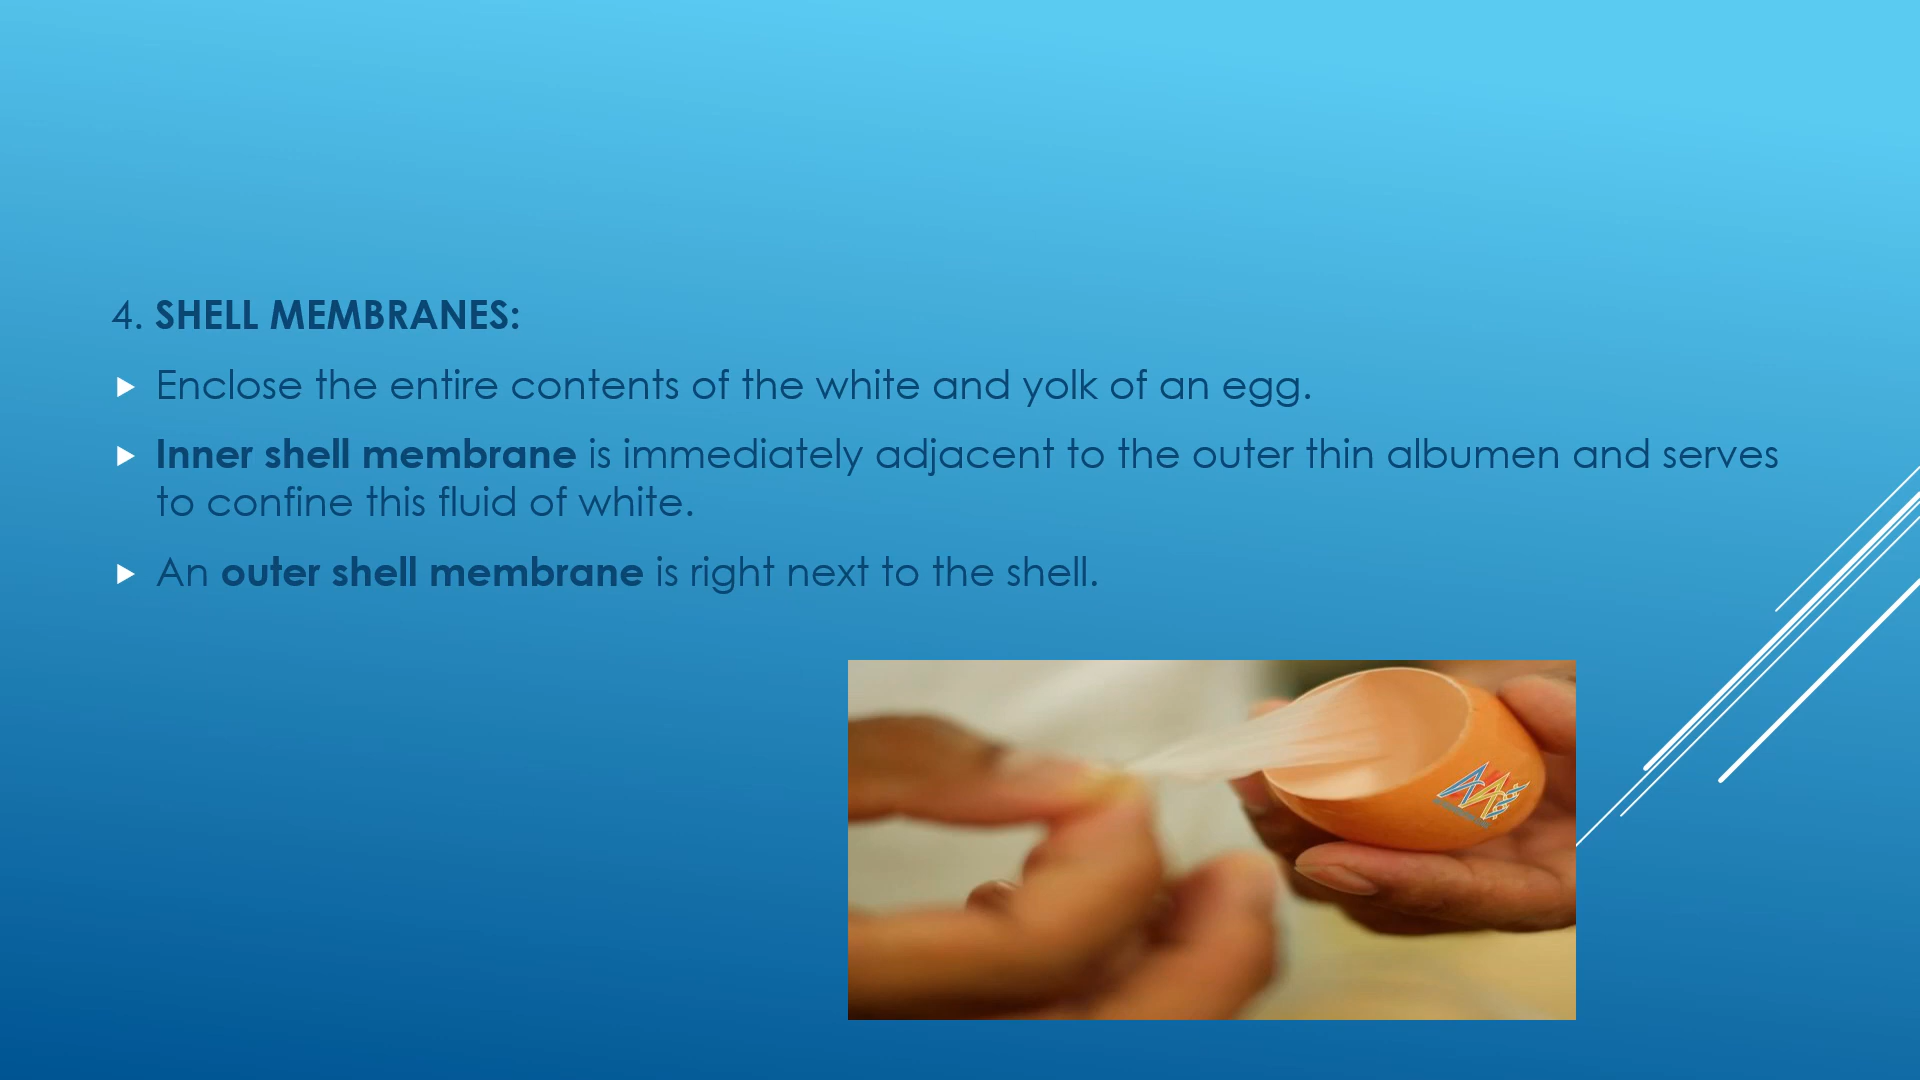 4. SHELL MEMBRANES:
Enclose the entire contents of the white and yolk of an egg.
Inner shell membrane is immediately adjacent to the outer thin albumen and serves
to confine this fluid of white.
An outer shell membrane is right next to the shell.